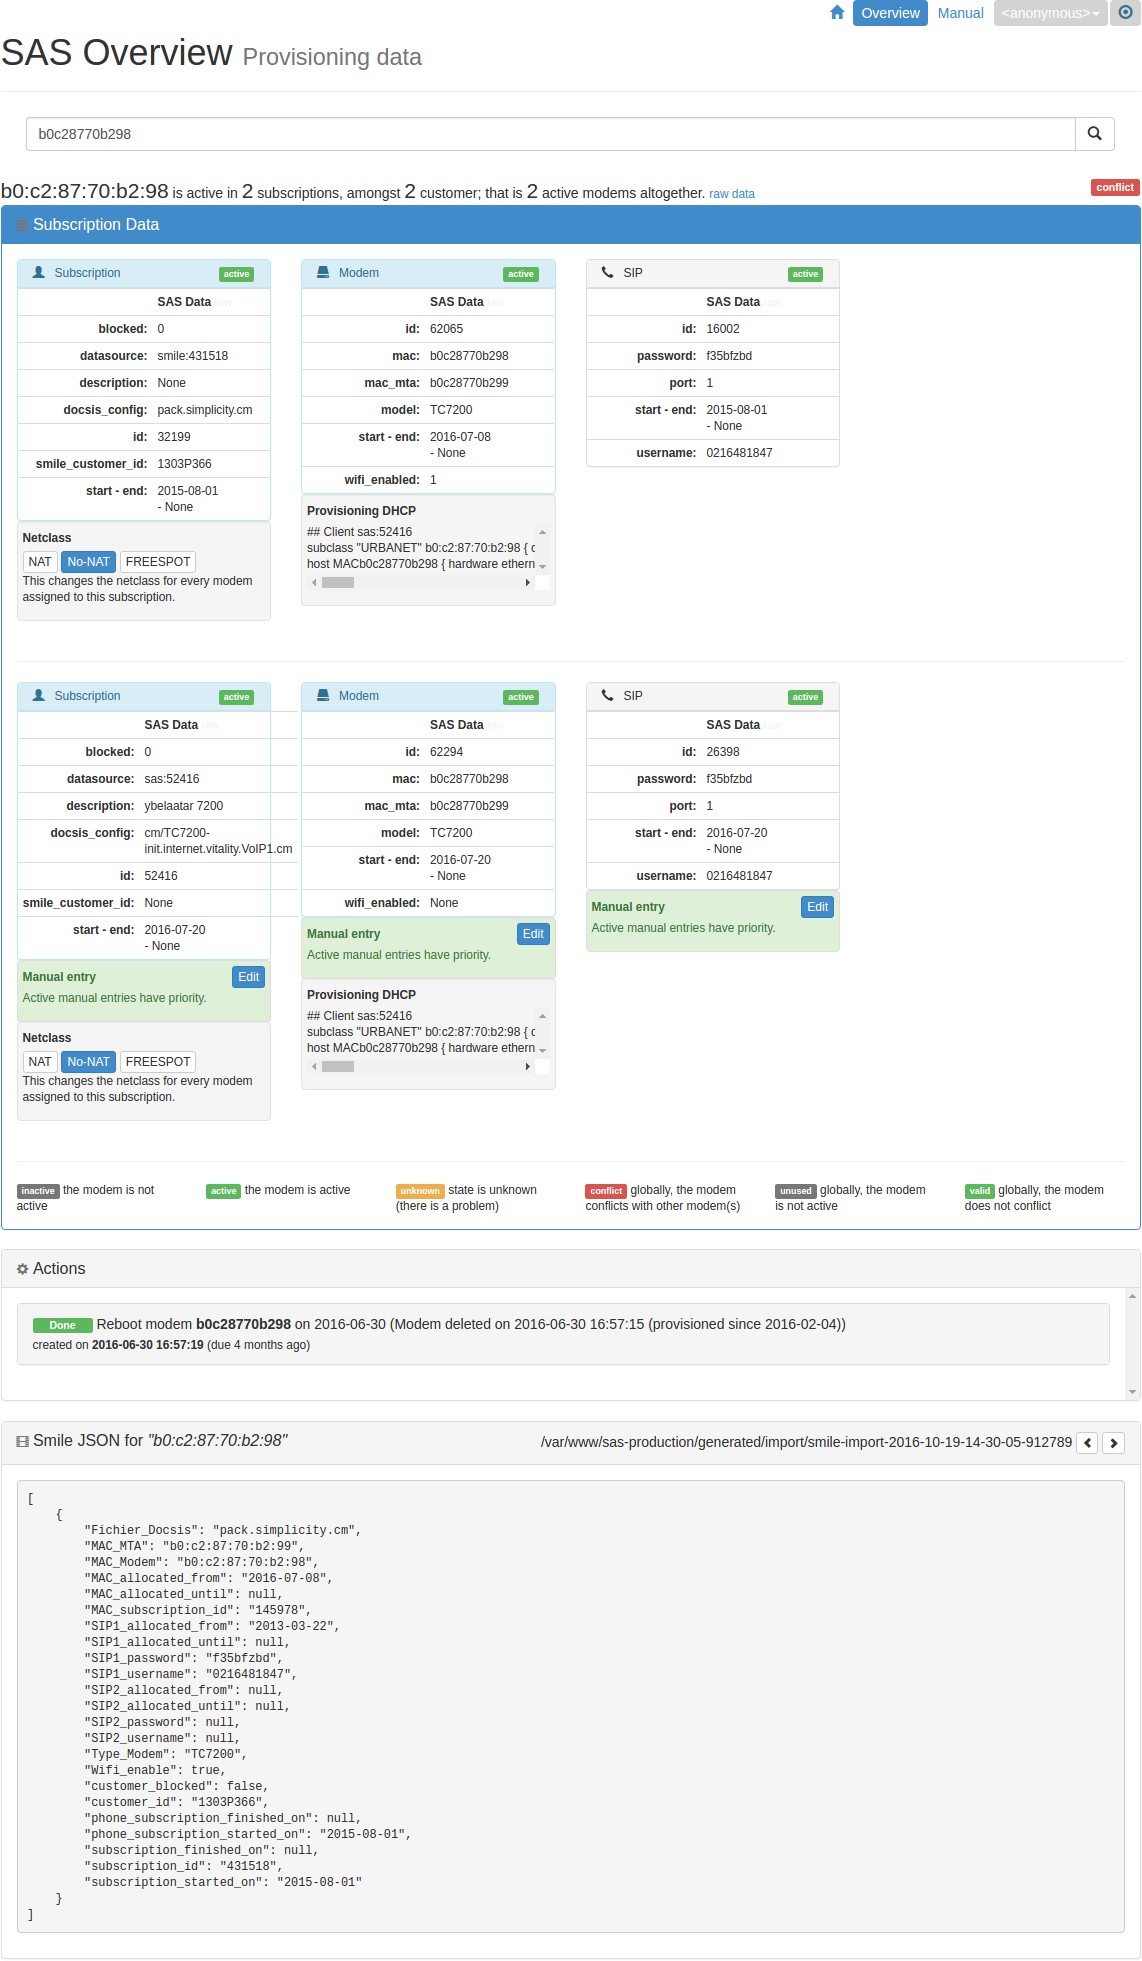 Overview Manual <anonymous>
SAS Overview Provisioning data
b0c28770b298
b0:c2:87:70:b2:98 is active in 2 subscriptions, amongst 2 customer; that is 2 active modems altogether. raw data conflict
Subscription Data
Subscription active
SAS Data raw
blocked: 0
datasource: smile:431518
description: None
docsis_config: pack.simplicity.cm
id: 32199
smile_customer_id: 1303P366
start - end: 2015-08-01
- None
Netclass
NAT No-NAT FREESPOT
This changes the netclass for every modem
assigned to this subscription.
Modem active
SAS Data raw
id: 62065
mac: b0c28770b298
mac_mta: b0c28770b299
model: TC7200
start - end: 2016-07-08
- None
wifi_enabled: 1
Provisioning DHCP
## Client sas:52416
subclass "URBANET" b0:c2:87:70:b2:98 { c
host MACb0c28770b298 { hardware ethern
SIP active
SAS Data raw
id: 16002
password: f35bfzbd
port: 1
start - end: 2015-08-01
- None
username: 0216481847
Subscription active
SAS Data raw
blocked: 0
datasource: sas:52416
description: ybelaatar 7200
docsis_config: cm/TC7200-
init.internet.vitality.VoIP1.cm
id: 52416
smile_customer_id: None
start - end: 2016-07-20
- None
Manual entry Edit
Active manual entries have priority.
Netclass
NAT No-NAT FREESPOT
This changes the netclass for every modem
assigned to this subscription.
Modem active
SAS Data raw
id: 62294
mac: b0c28770b298
mac_mta: b0c28770b299
model: TC7200
start - end: 2016-07-20
- None
wifi_enabled: None
Manual entry Edit
Active manual entries have priority.
Provisioning DHCP
## Client sas:52416
subclass "URBANET" b0:c2:87:70:b2:98 { c
host MACb0c28770b298 { hardware ethern
SIP active
SAS Data raw
id: 26398
password: f35bfzbd
port: 1
start - end: 2016-07-20
- None
username: 0216481847
Manual entry Edit
Active manual entries have priority.
inactive the modem is not
active
active the modem is active
unknown state is unknown
(there is a problem)
conflict globally, the modem
conflicts with other modem(s)
unused globally, the modem
is not active
valid globally, the modem
does not conflict
Actions
Done Reboot modem b0c28770b298 on 2016-06-30 (Modem deleted on 2016-06-30 16:57:15 (provisioned since 2016-02-04))
created on 2016-06-30 16:57:19 (due 4 months ago)
Smile JSON for "b0:c2:87:70:b2:98" /var/www/sas-production/generated/import/smile-import-2016-10-19-14-30-05-912789
[
{
"Fichier_Docsis": "pack.simplicity.cm",
"MAC_MTA": "b0:c2:87:70:b2:99",
"MAC_Modem": "b0:c2:87:70:b2:98",
"MAC_allocated_from": "2016-07-08",
"MAC_allocated_until": null,
"MAC_subscription_id": "145978",
"SIP1_allocated_from": "2013-03-22",
"SIP1_allocated_until": null,
"SIP1_password": "f35bfzbd",
"SIP1_username": "0216481847",
"SIP2_allocated_from": null,
"SIP2_allocated_until": null,
"SIP2_password": null,
"SIP2_username": null,
"Type_Modem": "TC7200",
"Wifi_enable": true,
"customer_blocked": false,
"customer_id": "1303P366",
"phone_subscription_finished_on": null,
"phone_subscription_started_on": "2015-08-01",
"subscription_finished_on": null,
"subscription_id": "431518",
"subscription_started_on": "2015-08-01"
}
]